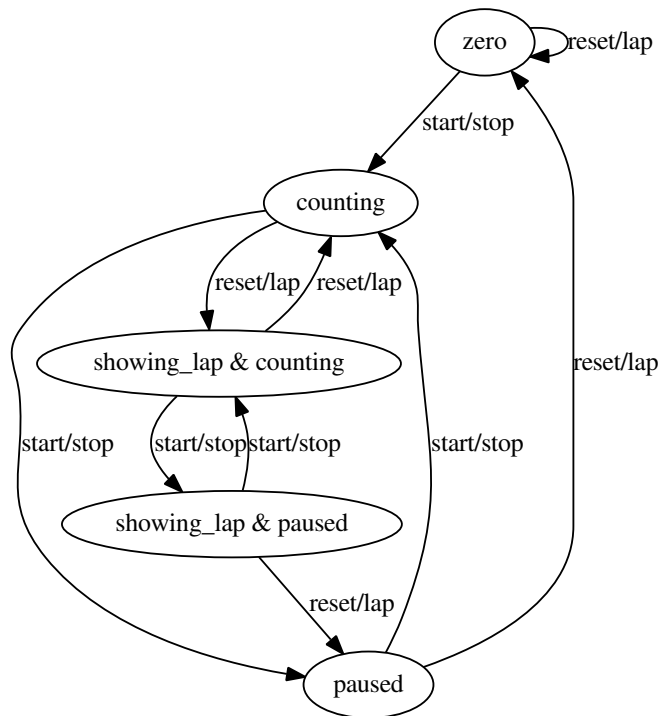 zero
reset/lap
start/stop
counting
reset/lap
reset/lap
showing_lap & counting
reset/lap
start/stop
start/stop
start/stop
start/stop
showing_lap & paused
reset/lap
paused